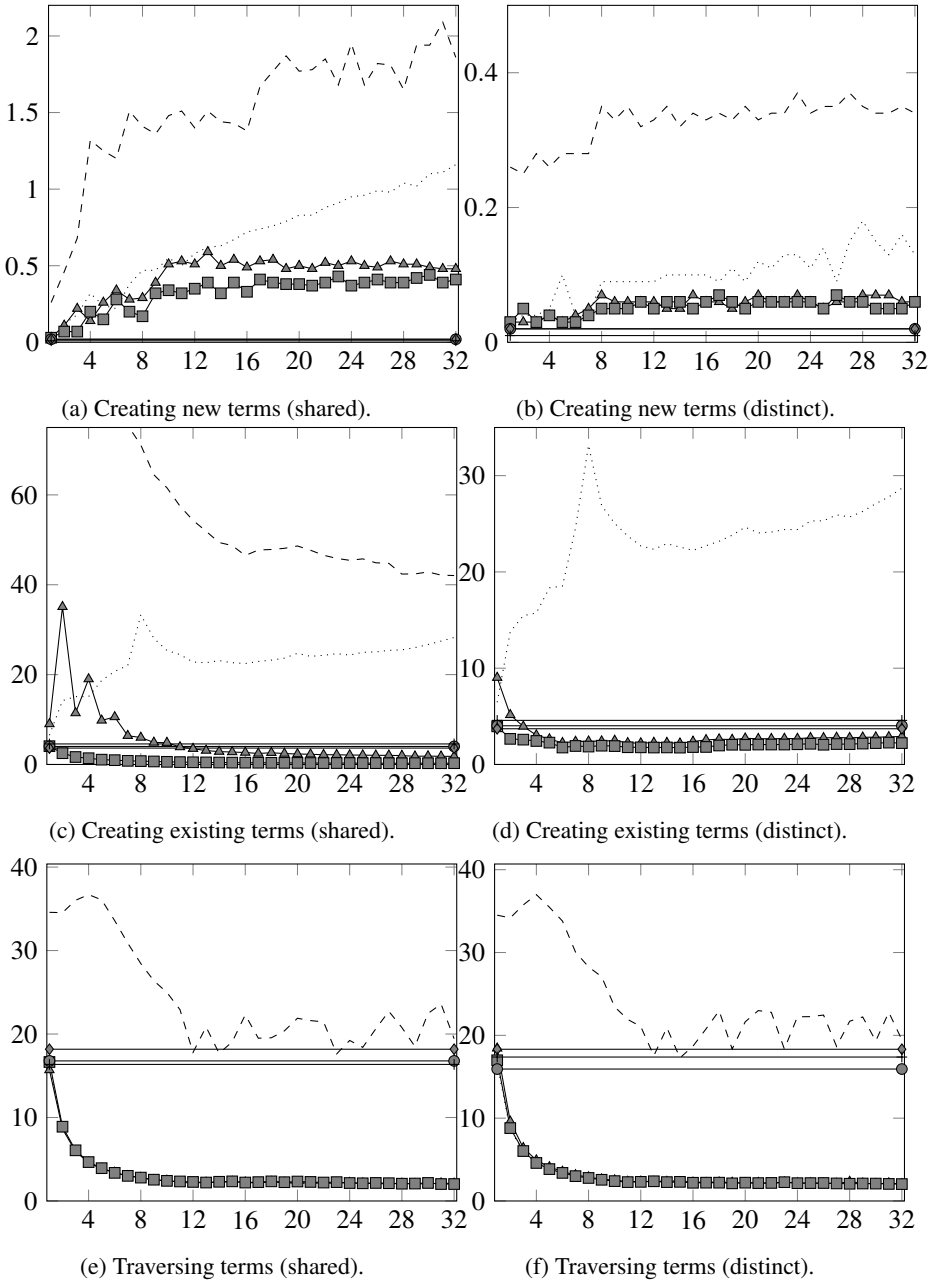 2
1.5
1
0.5
0
4 8 12 16 20 24 28 32
(a) Creating new terms (shared).
0.4
0.2
0
4 8 12 16 20 24 28 32
(b) Creating new terms (distinct).
60
40
20
0
4 8 12 16 20 24 28 32
(c) Creating existing terms (shared).
30
20
10
0
4 8 12 16 20 24 28 32
(d) Creating existing terms (distinct).
40
30
20
10
0
4 8 12 16 20 24 28 32
(e) Traversing terms (shared).
40
30
20
10
0
4 8 12 16 20 24 28 32
(f) Traversing terms (distinct).